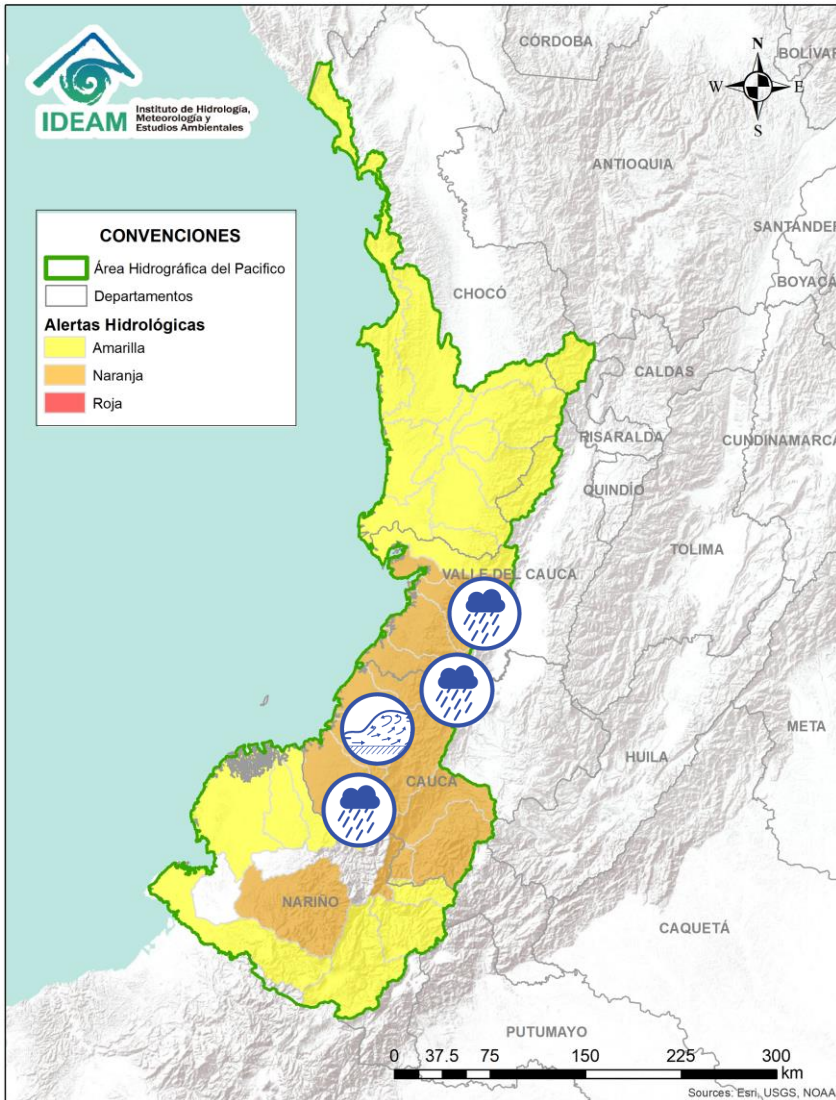 IDEAM
Instituto de Hidrología,
Meteorología y
Estudios Ambientales
CÓRDOBA
BOLÍVAR
N
W
E
S
ANTIOQUIA
SANTANDER
BOYACÁ
CONVENCIONES
Área Hidrográfica del Pacifico
Departamentos
Alertas Hidrológicas
Amarilla
Naranja
Roja
CHOCÓ
CALDAS
RISARALDA
CUNDINAMARCA
QUINDÍO
TOLIMA
VALLE DEL CAUCA
META
HUILA
CAUCA
NARIÑO
CAQUETÁ
PUTUMAYO
0 37.5 75 150 225 300
km
Sources: Esri, USGS, NOAA